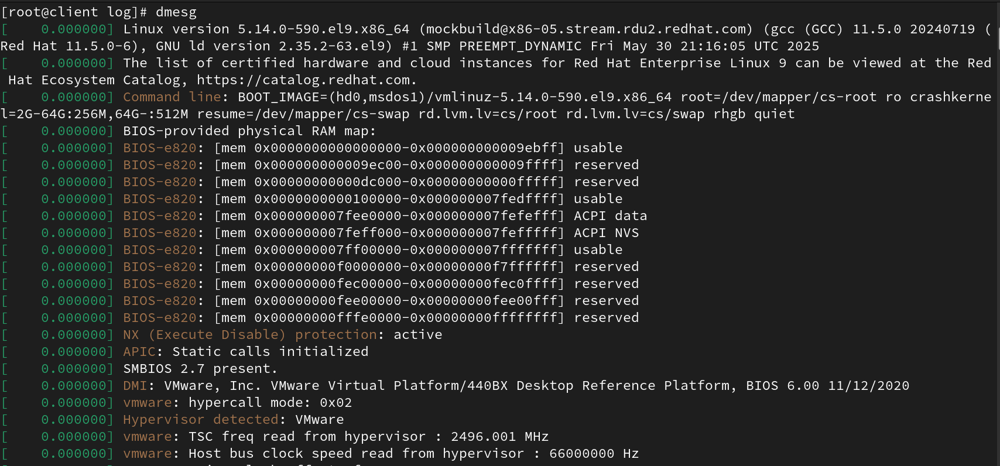 [root@client log]# dmesg
[    0.000000] Linux version 5.14.0-590.el9.x86_64 (mockbuild@x86-05.stream.rdu2.redhat.com) (gcc (GCC) 11.5.0 20240719 (
Red Hat 11.5.0-6), GNU ld version 2.35.2-63.el9) #1 SMP PREEMPT_DYNAMIC Fri May 30 21:16:05 UTC 2025
[    0.000000] The list of certified hardware and cloud instances for Red Hat Enterprise Linux 9 can be viewed at the Red
 Hat Ecosystem Catalog, https://catalog.redhat.com.
[    0.000000] Command line: BOOT_IMAGE=(hd0,msdos1)/vmlinuz-5.14.0-590.el9.x86_64 root=/dev/mapper/cs-root ro crashkerne
l=2G-64G:256M,64G-:512M resume=/dev/mapper/cs-swap rd.lvm.lv=cs/root rd.lvm.lv=cs/swap rhgb quiet
[    0.000000] BIOS-provided physical RAM map:
[    0.000000] BIOS-e820: [mem 0x0000000000000000-0x000000000009ebff] usable
[    0.000000] BIOS-e820: [mem 0x000000000009ec00-0x000000000009ffff] reserved
[    0.000000] BIOS-e820: [mem 0x00000000000dc000-0x00000000000fffff] reserved
[    0.000000] BIOS-e820: [mem 0x0000000000100000-0x000000007fedffff] usable
[    0.000000] BIOS-e820: [mem 0x000000007fee0000-0x000000007fefefff] ACPI data
[    0.000000] BIOS-e820: [mem 0x000000007feff000-0x000000007fefffff] ACPI NVS
[    0.000000] BIOS-e820: [mem 0x000000007ff00000-0x000000007fffffff] usable
[    0.000000] BIOS-e820: [mem 0x00000000f0000000-0x00000000f7ffffff] reserved
[    0.000000] BIOS-e820: [mem 0x00000000fec00000-0x00000000fec0ffff] reserved
[    0.000000] BIOS-e820: [mem 0x00000000fee00000-0x00000000fee00fff] reserved
[    0.000000] BIOS-e820: [mem 0x00000000fffe0000-0x00000000ffffffff] reserved
[    0.000000] NX (Execute Disable) protection: active
[    0.000000] APIC: Static calls initialized
[    0.000000] SMBIOS 2.7 present.
[    0.000000] DMI: VMware, Inc. VMware Virtual Platform/440BX Desktop Reference Platform, BIOS 6.00 11/12/2020
[    0.000000] vmware: hypercall mode: 0x02
[    0.000000] Hypervisor detected: VMware
[    0.000000] vmware: TSC freq read from hypervisor : 2496.001 MHz
[    0.000000] vmware: Host bus clock speed read from hypervisor : 66000000 Hz